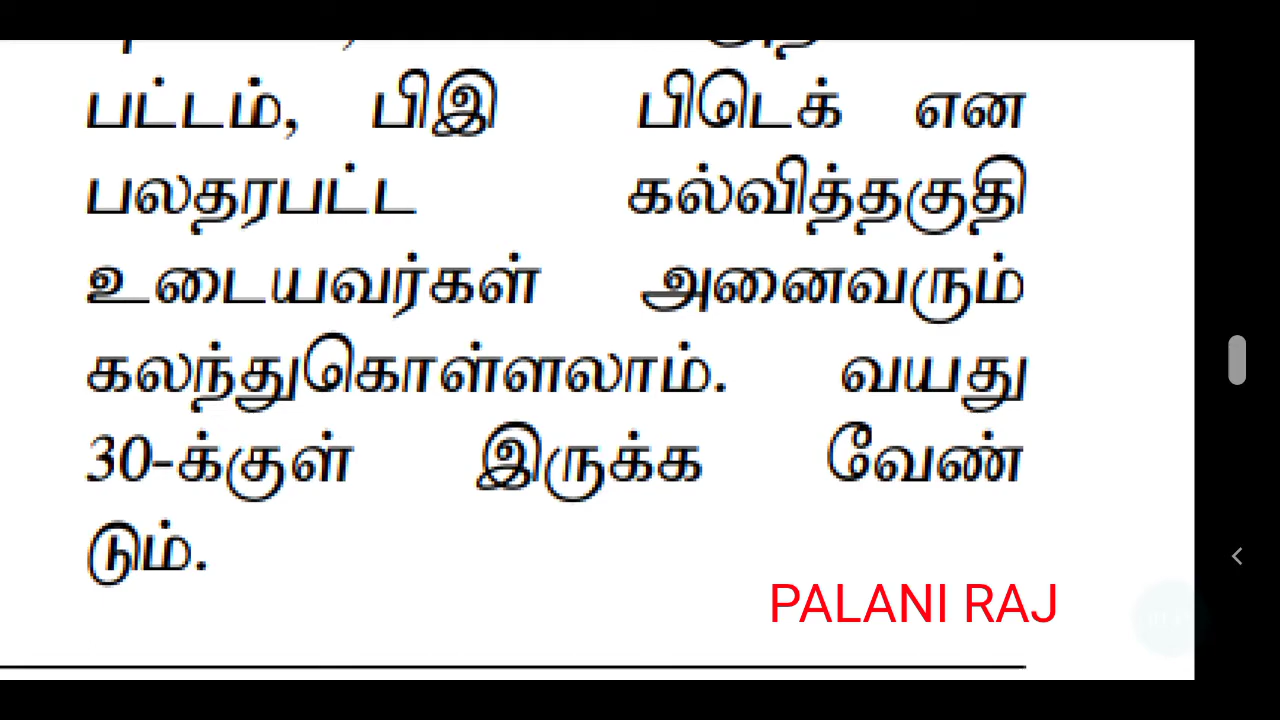 பட்டம், பிஇ பிடெக் என
பலதரபட்ட கல்வித்தகுதி
உடையவர்கள் அனைவரும்
கலந்துகொள்ளலாம். வயது
30-க்குள் இருக்க வேண்
டும்.
PALANI RAJ